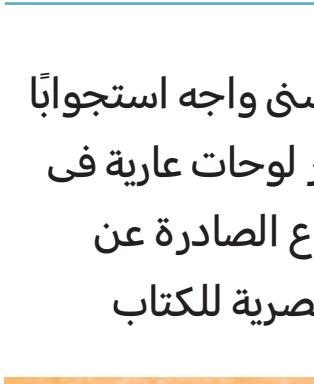 واجه استجوابًا
لوحات عارية فى
الصادرة عن
للكتاب